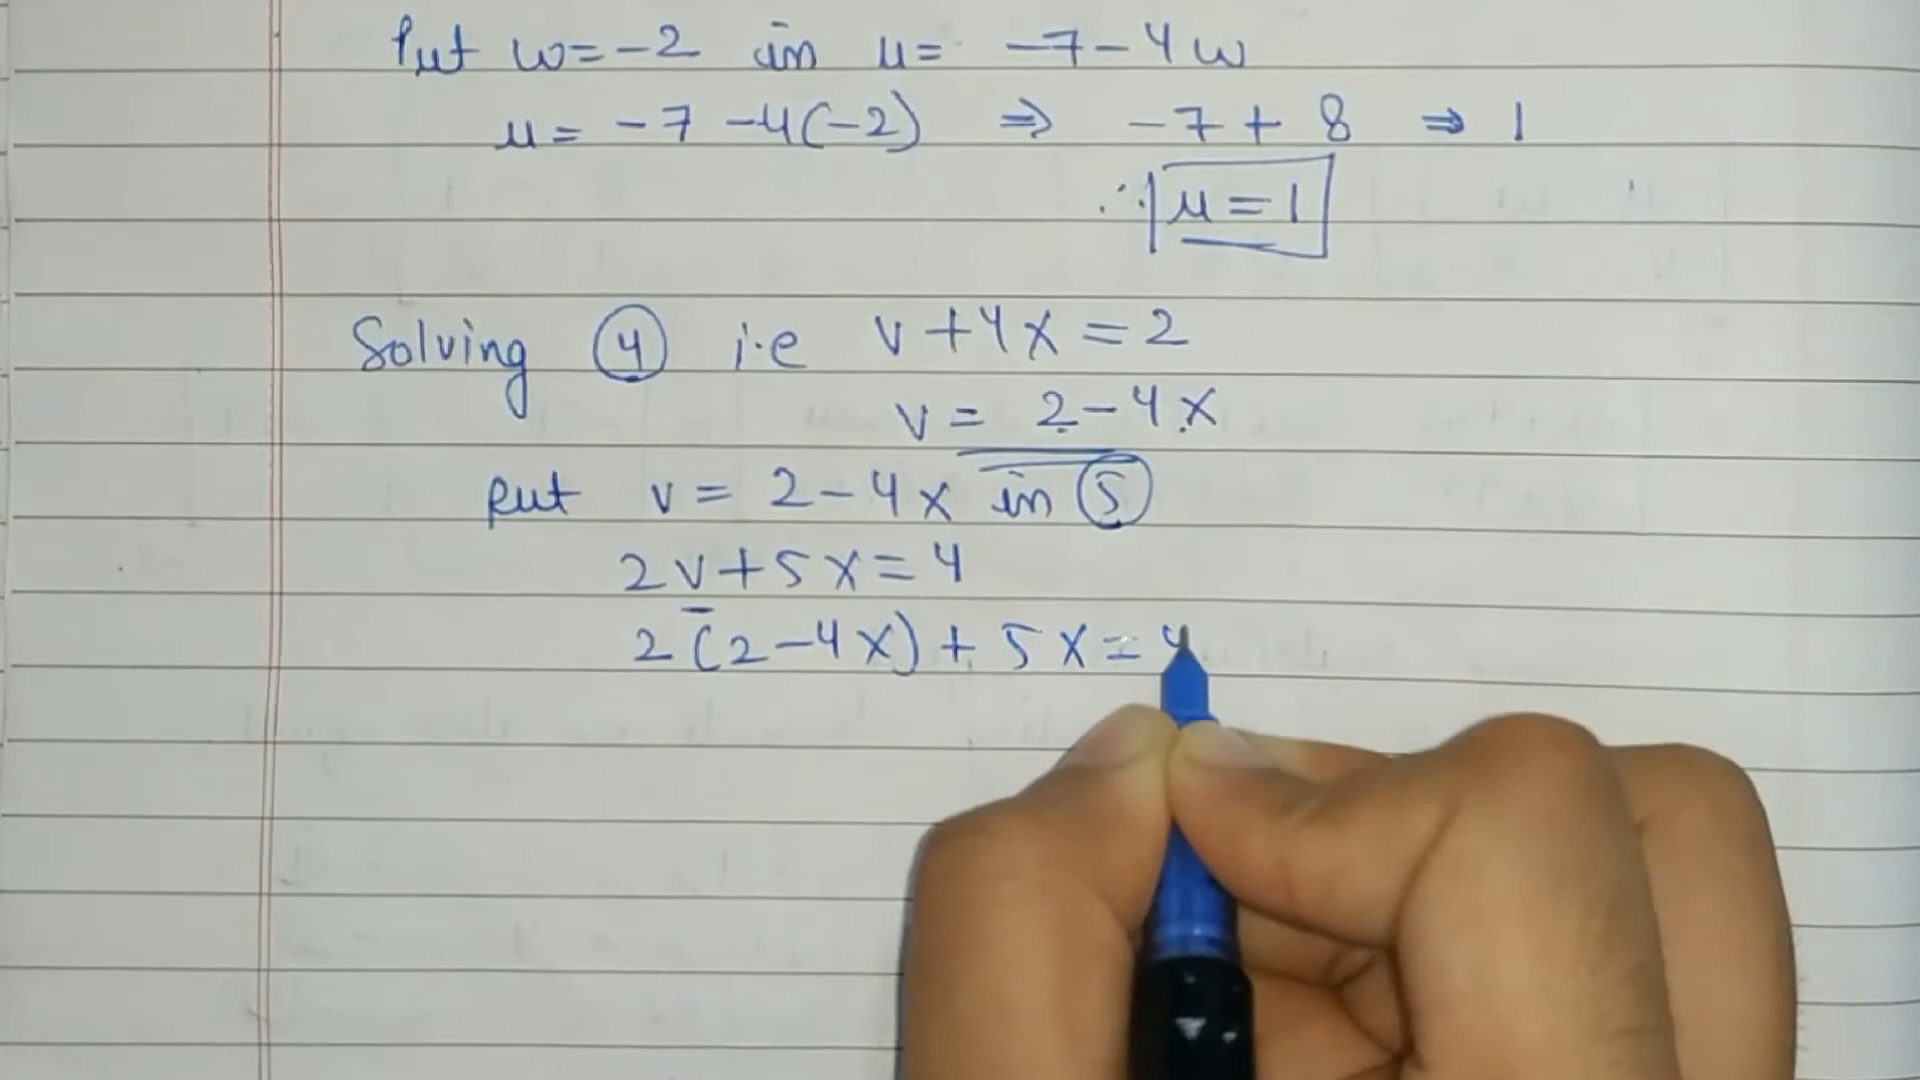 Put w=-2 in u= -7-4w
u= -7 -4(-2) ⇒ -7+8 ⇒ 1
∴ u=1
Solving ④ i.e v+4x=2
v= 2-4x
Put v= 2-4x in ⑤
2v+5x=4
2(2-4x)+5x=4